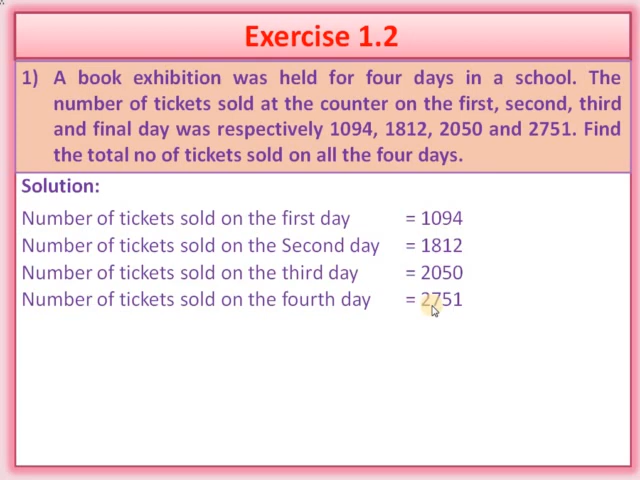 Exercise 1.2
1) A book exhibition was held for four days in a school. The
number of tickets sold at the counter on the first, second, third
and final day was respectively 1094, 1812, 2050 and 2751. Find
the total no of tickets sold on all the four days.
Solution:
Number of tickets sold on the first day = 1094
Number of tickets sold on the Second day = 1812
Number of tickets sold on the third day = 2050
Number of tickets sold on the fourth day = 2751